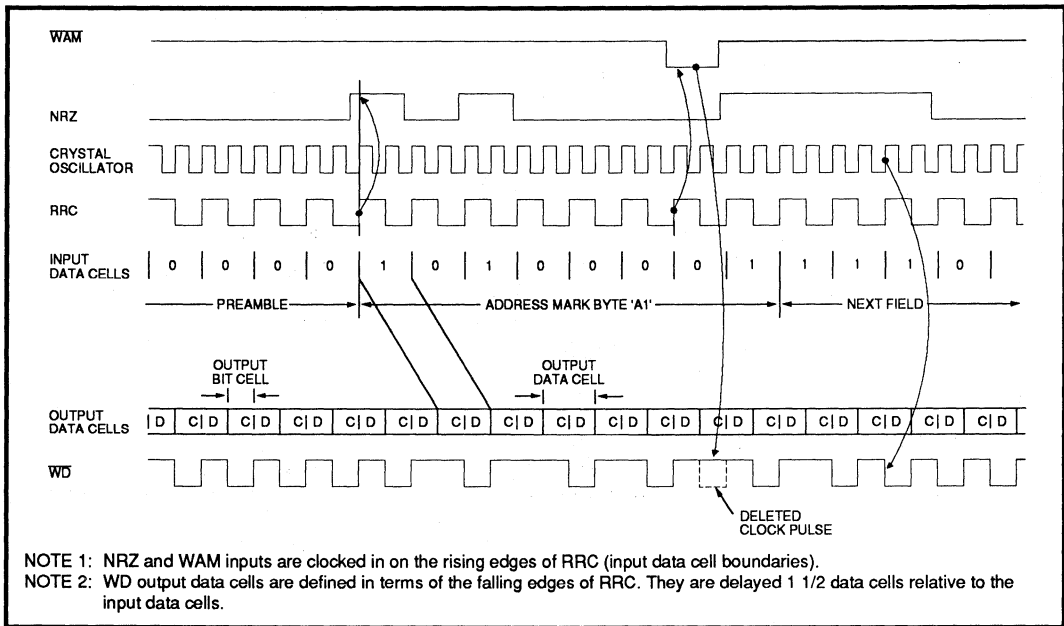 WAM
NRZ
CRYSTAL
OSCILLATOR
RRC
INPUT
DATA CELLS
0 0 0 0 1 0 1 0 0 0 0 1 1 1 1 0
PREAMBLE
ADDRESS MARK BYTE 'A1'
NEXT FIELD
OUTPUT
BIT CELL
OUTPUT
DATA CELL
OUTPUT
DATA CELLS
D C D C D C D C D C D C D C D C D C D C D C D C D C D C D C D C D
WD
DELETED
CLOCK PULSE
NOTE 1: NRZ and WAM inputs are clocked in on the rising edges of RRC (input data cell boundaries).
NOTE 2: WD output data cells are defined in terms of the falling edges of RRC. They are delayed 1 1/2 data cells relative to the
input data cells.